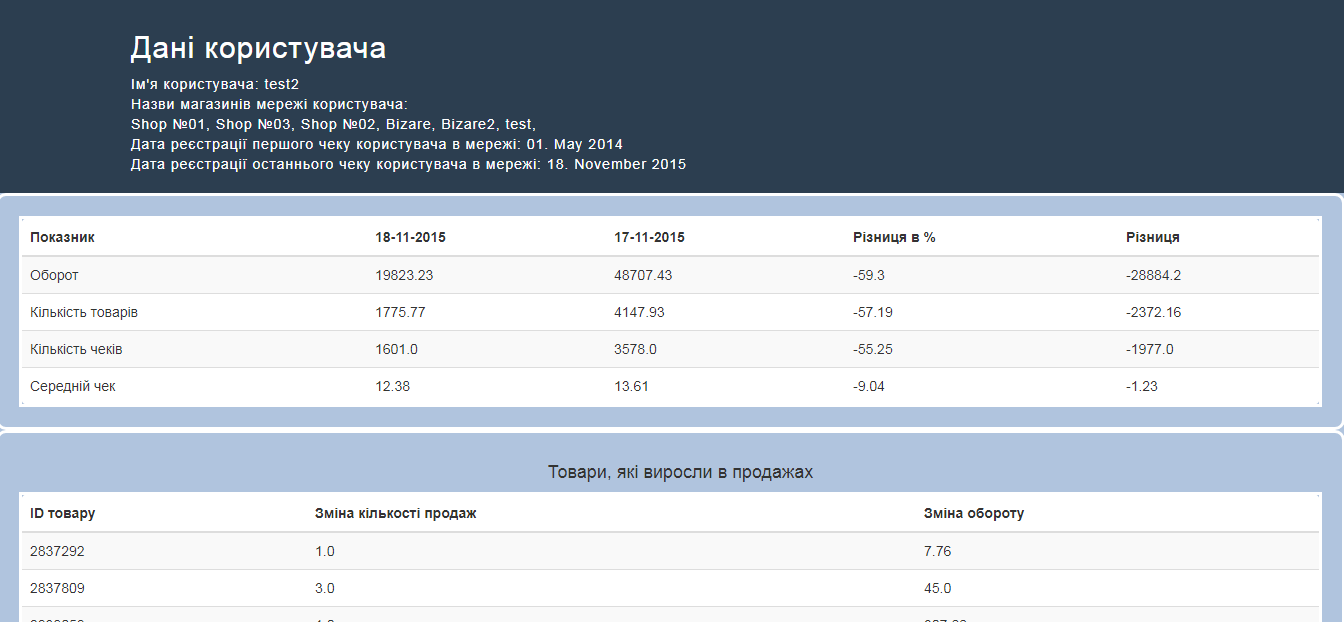 Дані користувача
Ім'я користувача: test2
Назви магазинів мережі користувача:
Shop №01, Shop №03, Shop №02, Bizare, Bizare2, test,
Дата реєстрації першого чеку користувача в мережі: 01. May 2014
Дата реєстрації останнього чеку користувача в мережі: 18. November 2015
Показник 18-11-2015 17-11-2015 Різниця в % Різниця
Оборот 19823.23 48707.43 -59.3 -28884.2
Кількість товарів 1775.77 4147.93 -57.19 -2372.16
Кількість чеків 1601.0 3578.0 -55.25 -1977.0
Середній чек 12.38 13.61 -9.04 -1.23
Товари, які виросли в продажах
ID товару Зміна кількості продаж Зміна обороту
2837292 1.0 7.76
2837809 3.0 45.0